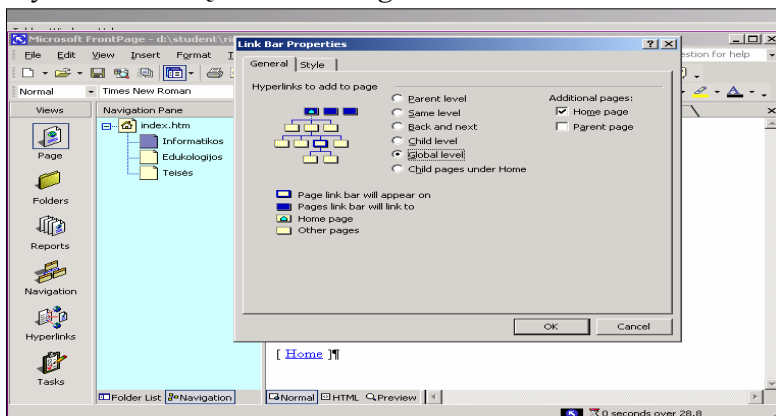 Microsoft FrontPage - d:\student\ri
File Edit View Insert Format
estion for help
Normal Times New Roman
Views
Page
Folders
Reports
Navigation
Hyperlinks
Tasks
Navigation Pane
index.htm
Informatikos
Edukologijos
Teisės
Folder List Navigation
Link Bar Properties
General Style
Hyperlinks to add to page
Parent level
Same level
Back and next
Child level
Global level
Child pages under Home
Additional pages:
Home page
Parent page
Page link bar will appear on
Pages link bar will link to
Home page
Other pages
OK Cancel
[ Home ]¶
Normal HTML Preview
0 seconds over 28.8